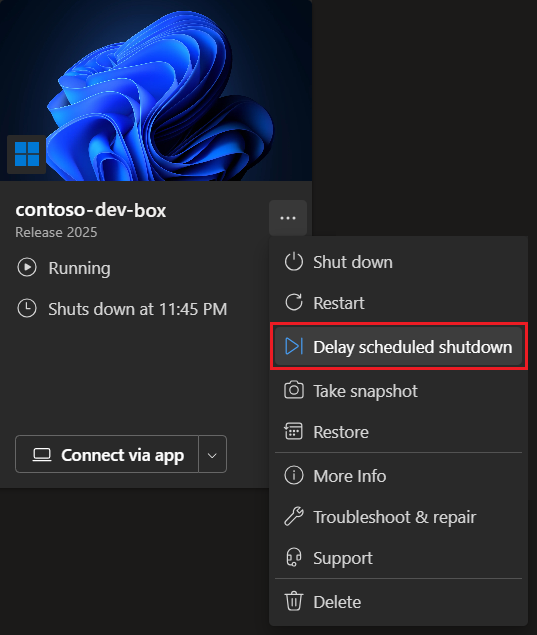 contoso-dev-box
Release 2025
Running
Shuts down at 11:45 PM
Connect via app
Shut down
Restart
Delay scheduled shutdown
Take snapshot
Restore
More Info
Troubleshoot & repair
Support
Delete